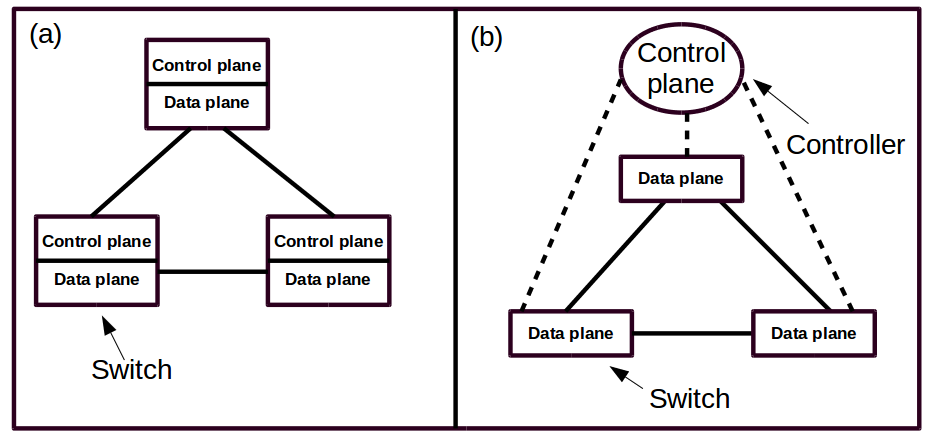 (a)
Control plane
Data plane
Control plane
Data plane
Control plane
Data plane
Switch
(b)
Control
plane
Controller
Data plane
Data plane
Data plane
Switch